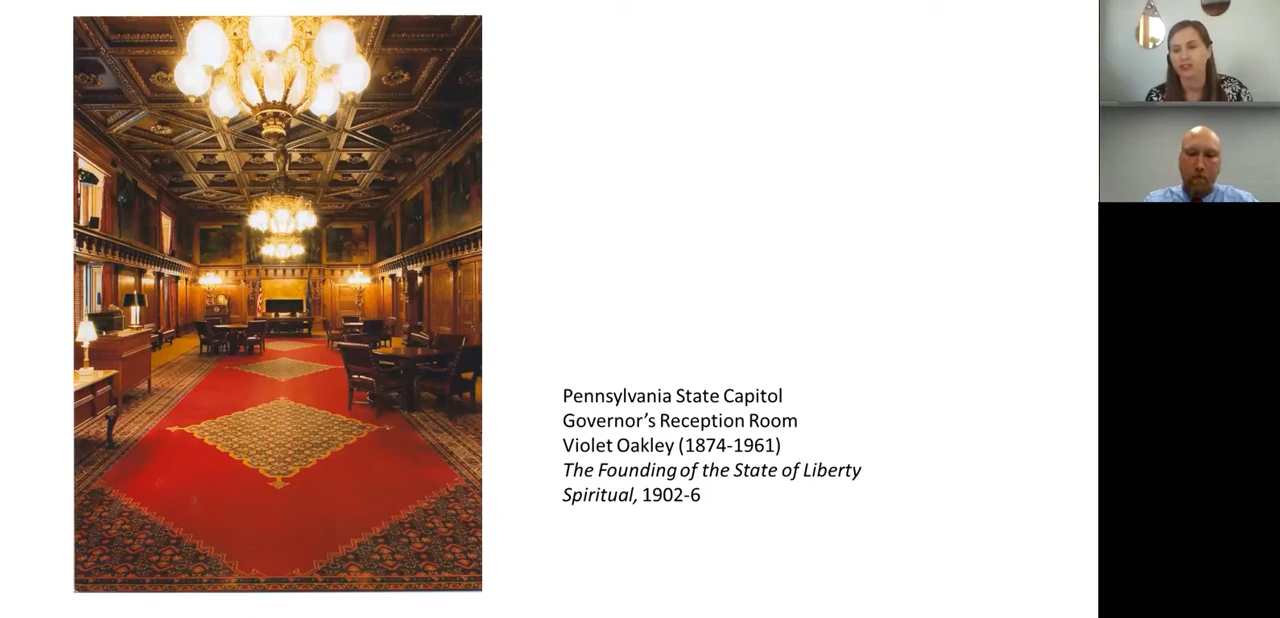 Pennsylvania State Capitol
Governor’s Reception Room
Violet Oakley (1874-1961)
The Founding of the State of Liberty
Spiritual, 1902-6